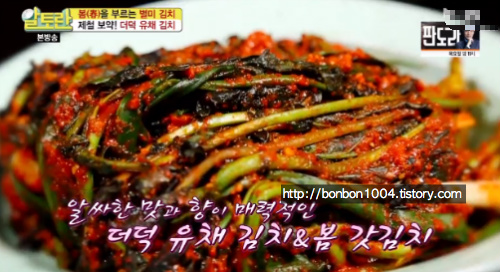 알토란
본방송
봄(春)을 부르는 별미 김치
제철 보약! 더덕 유채 김치
판도라
http://bonbon1004.tistory.com
알싸한 맛과 향이 매력적인
더덕 유채 김치&봄 갓김치